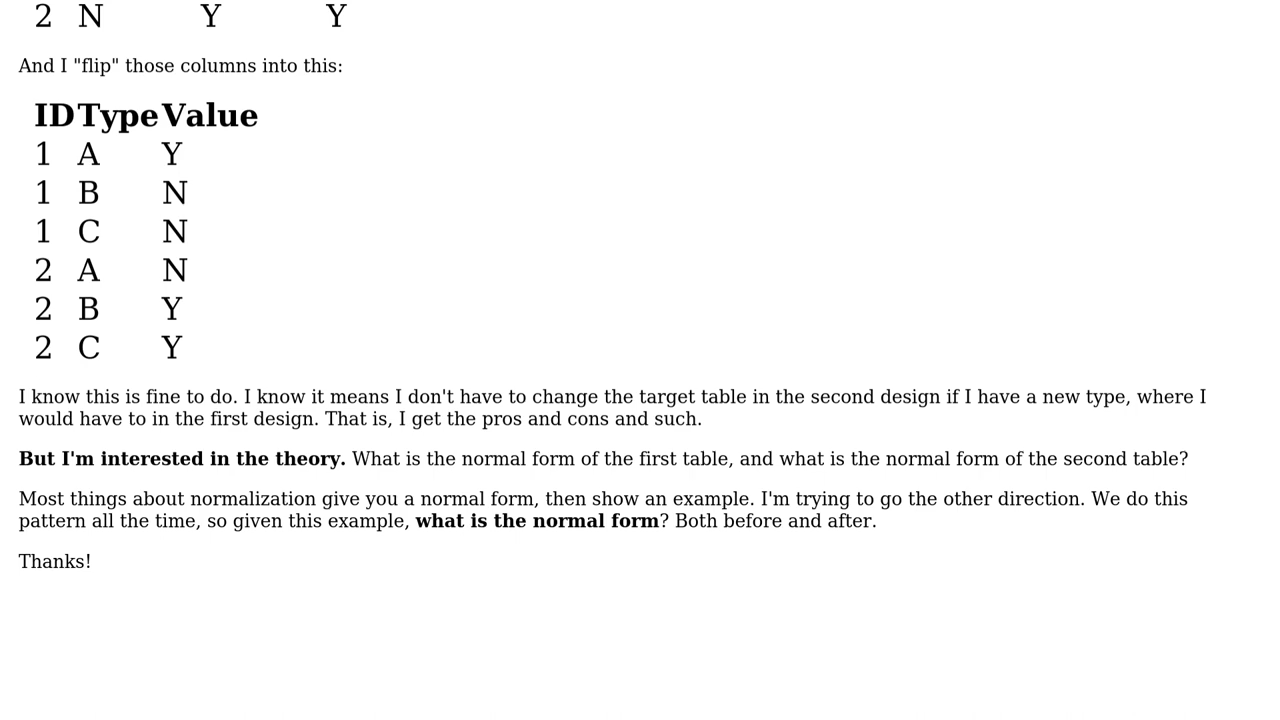 2 N Y Y
And I "flip" those columns into this:
ID Type Value
1 A Y
1 B N
1 C N
2 A N
2 B Y
2 C Y
I know this is fine to do. I know it means I don't have to change the target table in the second design if I have a new type, where I
would have to in the first design. That is, I get the pros and cons and such.
But I'm interested in the theory. What is the normal form of the first table, and what is the normal form of the second table?
Most things about normalization give you a normal form, then show an example. I'm trying to go the other direction. We do this
pattern all the time, so given this example, what is the normal form? Both before and after.
Thanks!